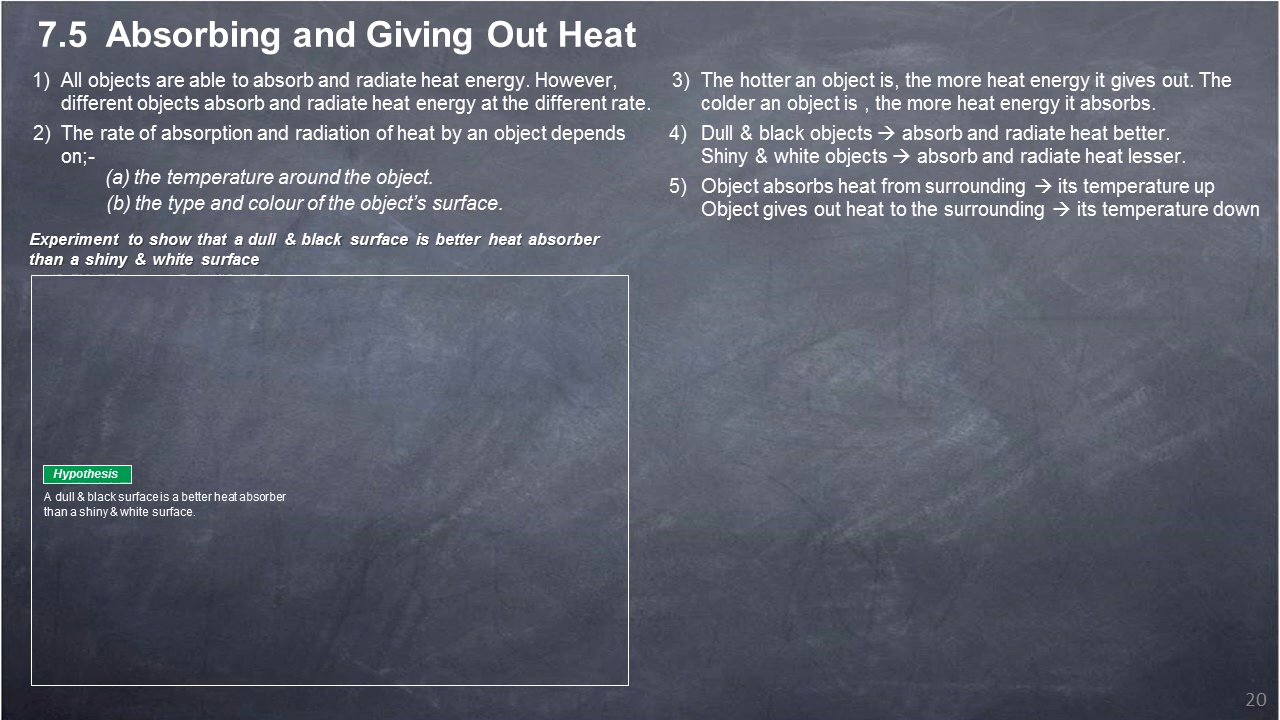 7.5 Absorbing and Giving Out Heat
1) All objects are able to absorb and radiate heat energy. However,
different objects absorb and radiate heat energy at the different rate.
2) The rate of absorption and radiation of heat by an object depends
on;-
(a) the temperature around the object.
(b) the type and colour of the object’s surface.
Experiment to show that a dull & black surface is better heat absorber
than a shiny & white surface
Hypothesis
A dull & black surface is a better heat absorber
than a shiny & white surface.
3) The hotter an object is, the more heat energy it gives out. The
colder an object is , the more heat energy it absorbs.
4) Dull & black objects → absorb and radiate heat better.
Shiny & white objects → absorb and radiate heat lesser.
5) Object absorbs heat from surrounding → its temperature up
Object gives out heat to the surrounding → its temperature down
20